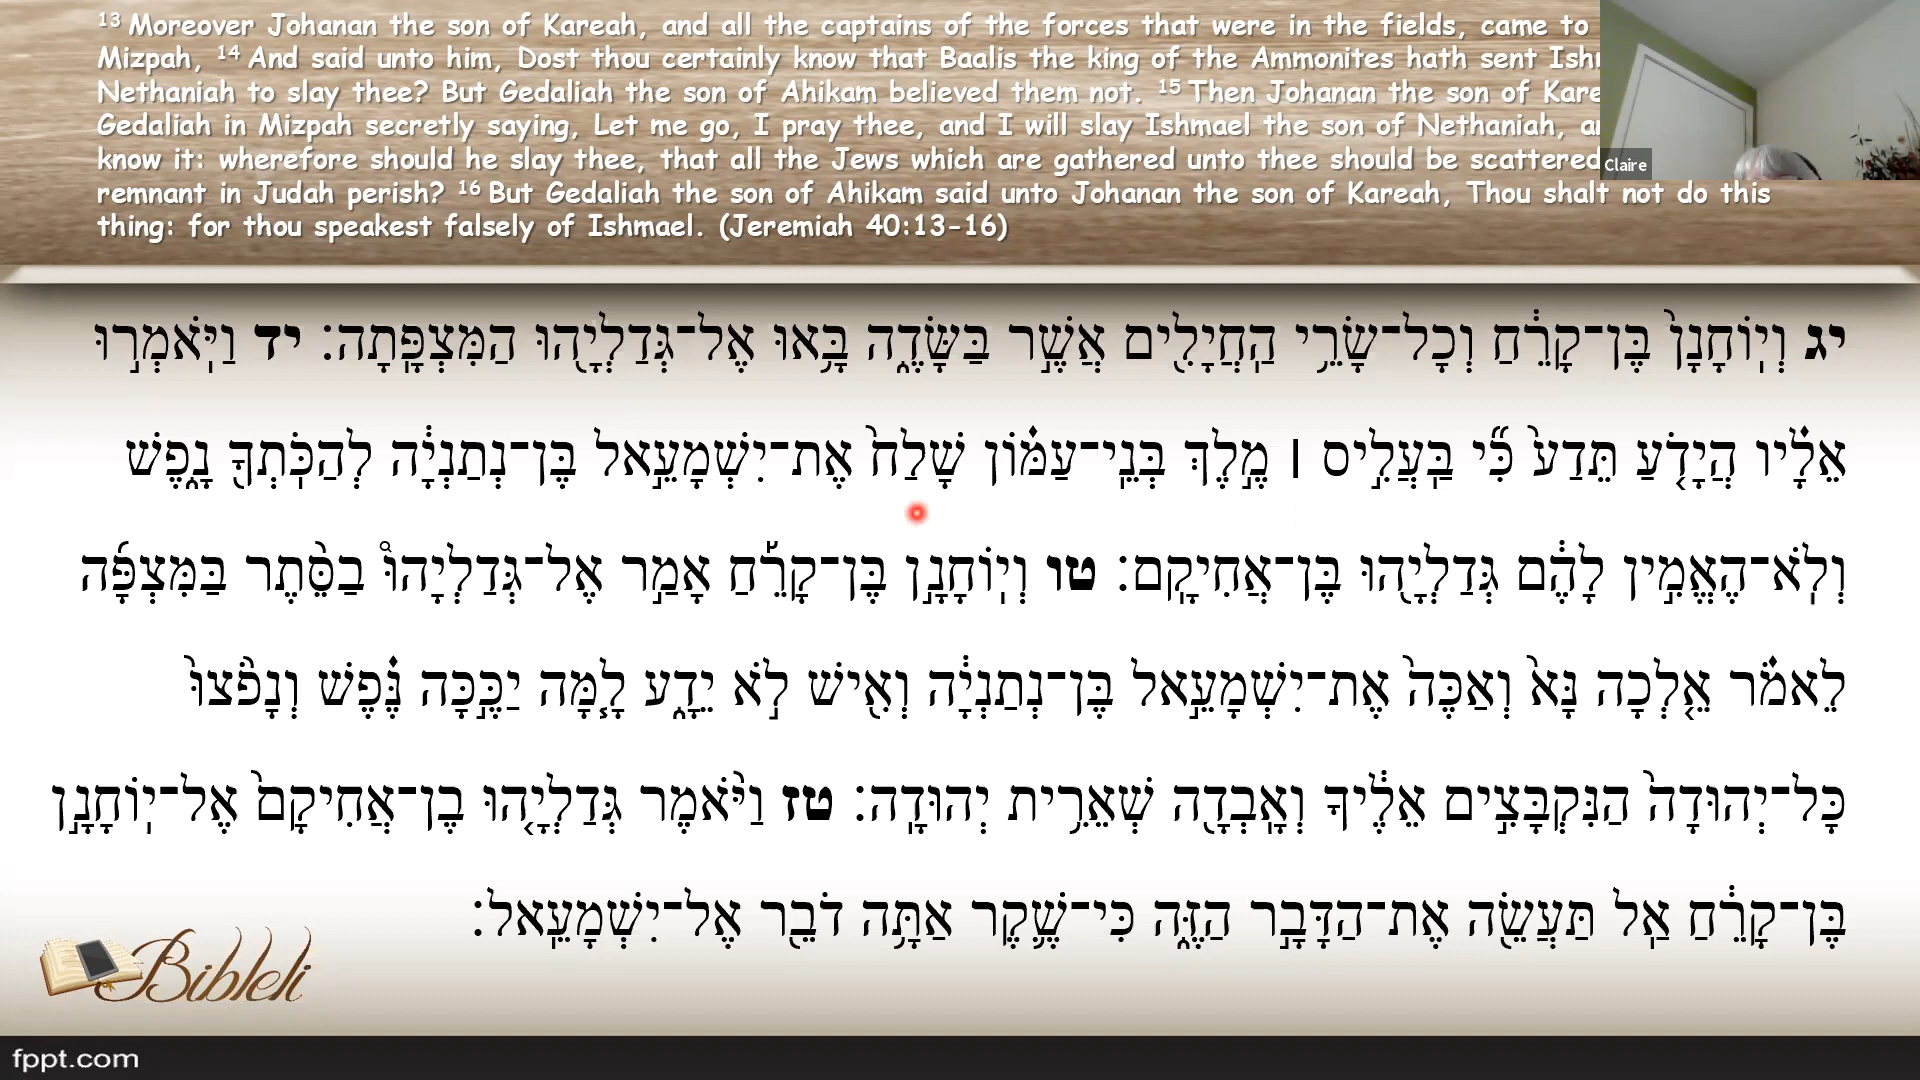 ¹³ Moreover Johanan the son of Kareah, and all the captains of the forces that were in the fields, came to
Mizpah, ¹⁴ And said unto him, Dost thou certainly know that Baalis the king of the Ammonites hath sent
Nethaniah to slay thee? But Gedaliah the son of Ahikam believed them not. ¹⁵ Then Johanan the son of
Gedaliah in Mizpah secretly saying, Let me go, I pray thee, and I will slay Ishmael the son of Nethaniah,
know it: wherefore should he slay thee, that all the Jews which are gathered unto thee should be scattered
Claire
remnant in Judah perish? ¹⁶ But Gedaliah the son of Ahikam said unto Johanan the son of Kareah, Thou shalt not do this
thing: for thou speakest falsely of Ishmael. (Jeremiah 40:13-16)
יג וְיֽוֹחָנָן֙ בֶּן־קָרֵ֔חַ וְכָל־שָׂרֵ֥י הַֽחֲיָלִ֖ים אֲשֶׁ֣ר בַּשָּׂדֶ֑ה בָּ֥אוּ אֶל־גְּדַלְיָ֖הוּ הַמִּצְפָּֽתָה׃ יד וַיֹּֽאמְר֣וּ
אֵלָ֗יו הֲיָדֹ֤עַ תֵּדַע֙ כִּ֞י בַּֽעֲלִ֣יס ׀ מֶ֣לֶךְ בְּנֵֽי־עַמּ֗וֹן שָׁלַח֙ אֶת־יִשְׁמָעֵ֣אל בֶּן־נְתַנְיָ֔ה לְהַכֹּֽתְךָ֖ נָ֑פֶשׁ
וְלֹֽא־הֶאֱמִ֣ין לָהֶ֔ם גְּדַלְיָ֖הוּ בֶּן־אֲחִיקָֽם׃ טו וְיֽוֹחָנָ֣ן בֶּן־קָרֵ֡חַ אָמַ֣ר אֶל־גְּדַלְיָהוּ֩ בַסֵּ֨תֶר בַּמִּצְפָּ֜ה
לֵאמֹ֗ר אֵ֤לְכָה נָּא֙ וְאַכֶּה֙ אֶת־יִשְׁמָעֵ֣אל בֶּן־נְתַנְיָ֔ה וְאִ֖ישׁ לֹ֣א יֵדָ֑ע לָ֧מָּה יַכֶּ֣כָּה נֶּ֗פֶשׁ וְנָפֹ֙צוּ֙
כָּל־יְהוּדָה֙ הַנִּקְבָּצִ֣ים אֵלֶ֔יךָ וְאָֽבְדָ֖ה שְׁאֵרִ֥ית יְהוּדָֽה׃ טז וַיֹּ֨אמֶר גְּדַלְיָ֤הוּ בֶן־אֲחִיקָם֙ אֶל־יֽוֹחָנָ֣ן
בֶּן־קָרֵ֔חַ אַֽל תַּעֲשֵׂ֖ה אֶת־הַדָּבָ֣ר הַזֶּ֑ה כִּי־שֶׁ֛קֶר אַתָּ֥ה דֹבֵ֖ר אֶל־יִשְׁמָעֵֽאל׃
Bibleli
fppt.com